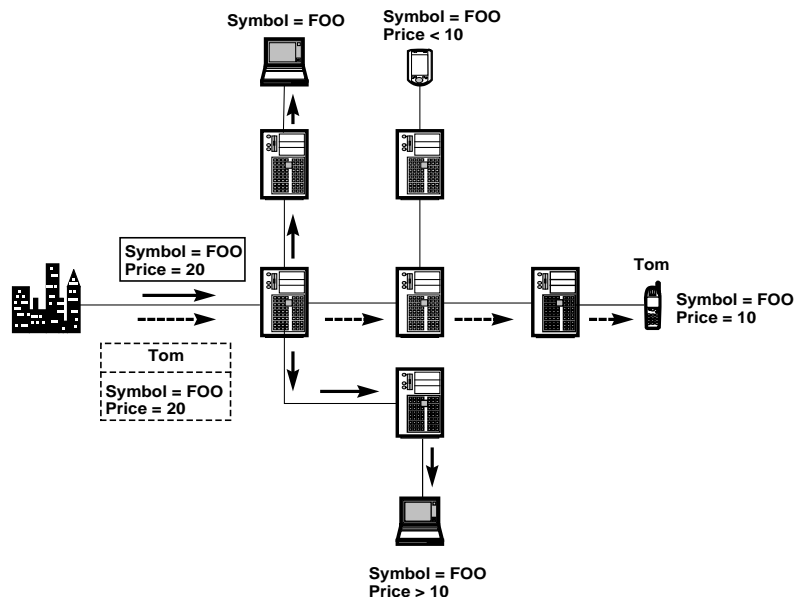 Symbol = FOO
Symbol = FOO
Price < 10
Symbol = FOO
Price = 20
Tom
Symbol = FOO
Price = 10
Tom
Symbol = FOO
Price = 20
Symbol = FOO
Price > 10